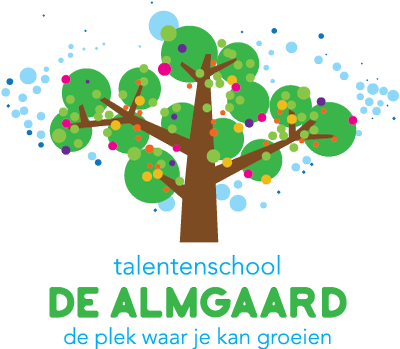 talentenschool
DE ALMGAARD
de plek waar je kan groeien